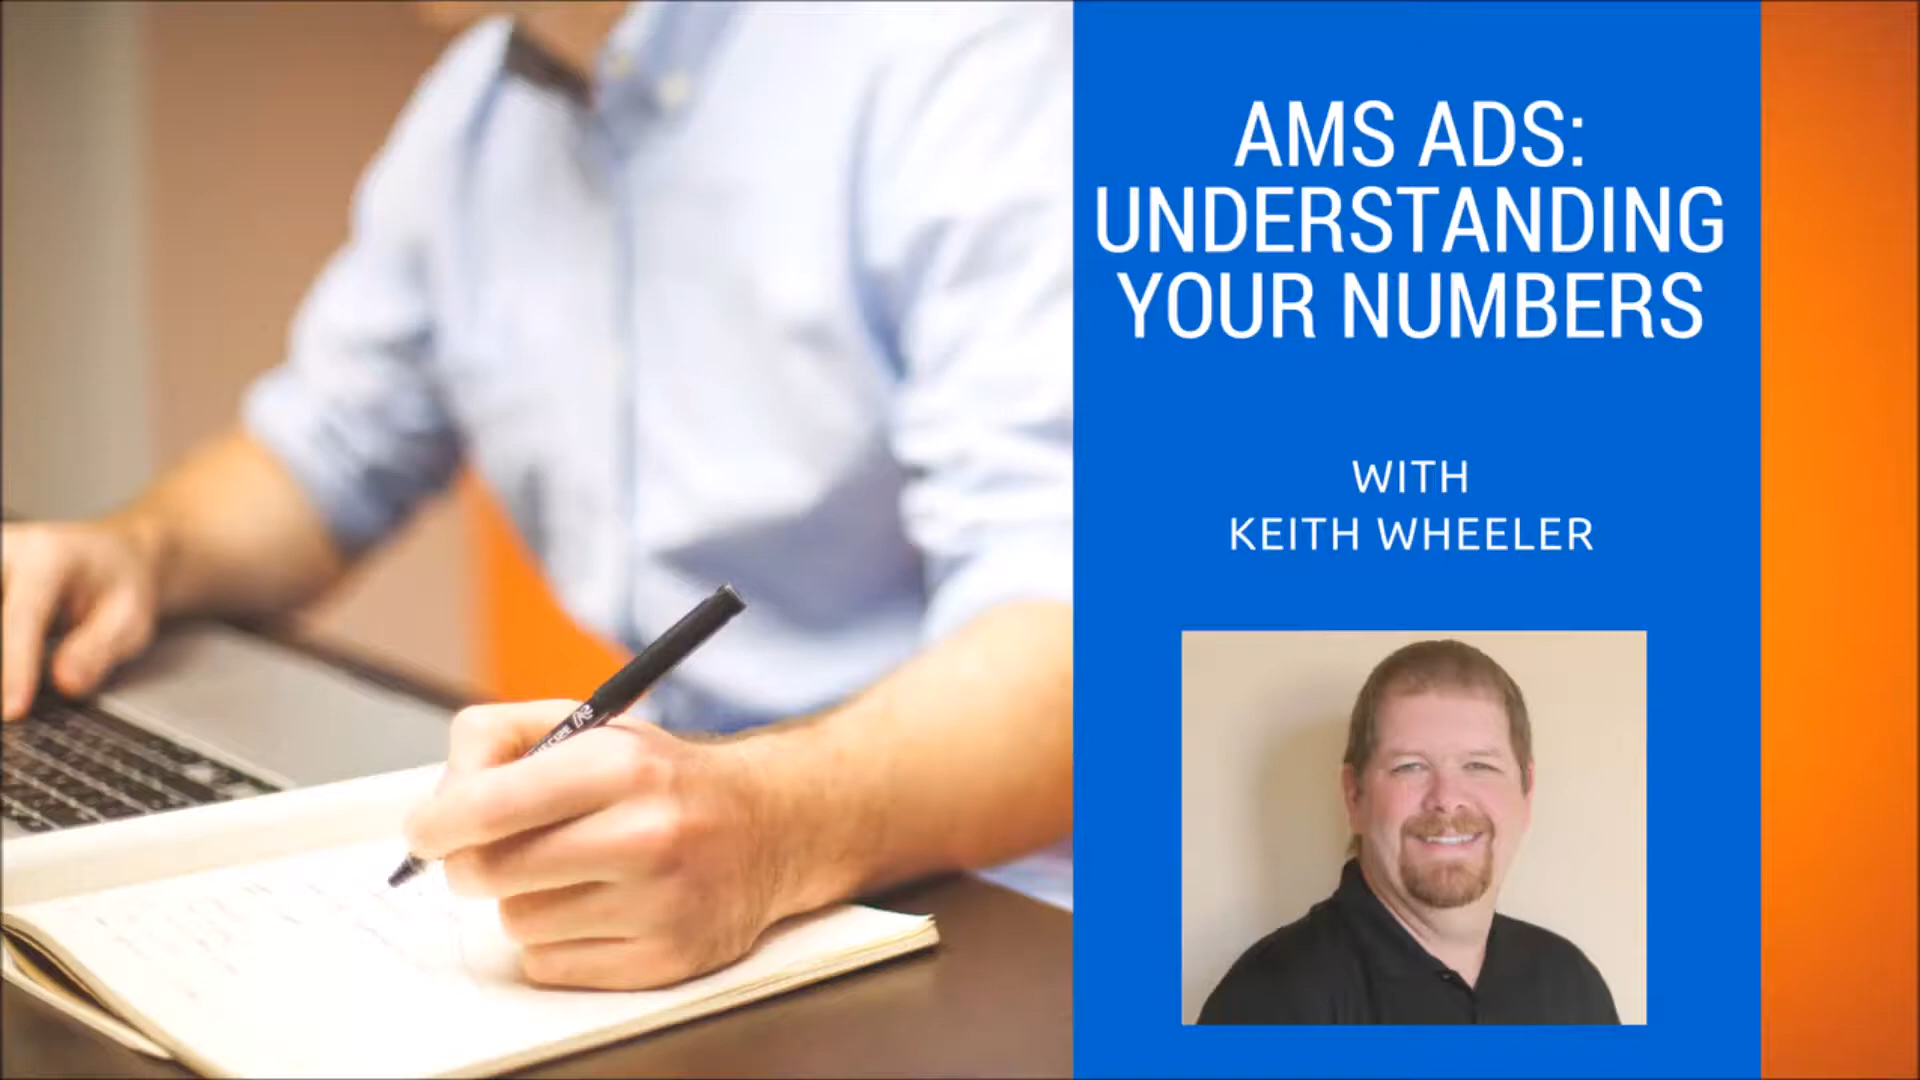 AMS ADS:
UNDERSTANDING
YOUR NUMBERS
WITH
KEITH WHEELER